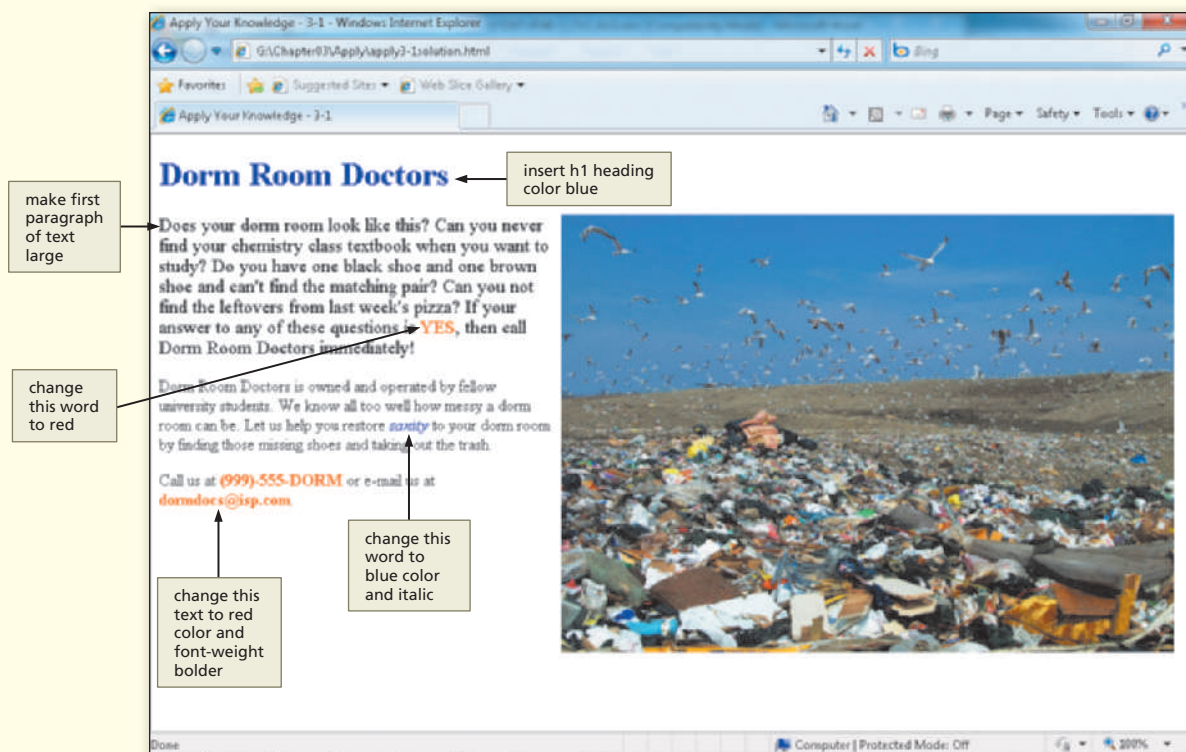 Apply Your Knowledge - 3-1 - Windows Internet Explorer
G:\Chapter03\Apply\apply3-1solution.html
Bing
Favorites
Suggested Sites
Web Slice Gallery
Apply Your Knowledge - 3-1
Page
Safety
Tools
Dorm Room Doctors
insert h1 heading
color blue
make first
paragraph
of text
large
Does your dorm room look like this? Can you never
find your chemistry class textbook when you want to
study? Do you have one black shoe and one brown
shoe and can't find the matching pair? Can you not
find the leftovers from last week's pizza? If your
answer to any of these questions is YES, then call
Dorm Room Doctors immediately!
change
this word
to red
Dorm Room Doctors is owned and operated by fellow
university students. We know all too well how messy a dorm
room can be. Let us help you restore sanity to your dorm room
by finding those missing shoes and taking out the trash.
Call us at (999)-555-DORM or e-mail us at
dormdocs@isp.com
change this
word to
blue color
and italic
change this
text to red
color and
font-weight
bolder
Done
Computer | Protected Mode: Off
100%